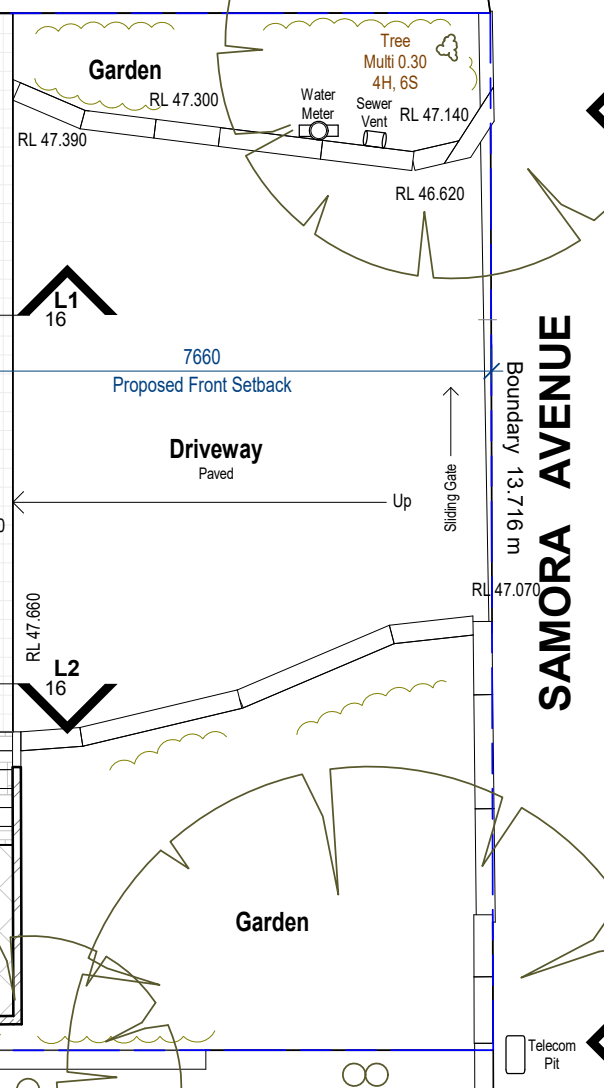 Tree
Multi 0.30
4H, 6S
Garden
RL 47.300
Water
Meter
Sewer
Vent
RL 47.140
RL 47.390
RL 46.620
L1
16
7660
Proposed Front Setback
Boundary 13.716 m
SAMORA AVENUE
Driveway
Paved
Up
Sliding Gate
0
RL 47.070
RL 47.660
L2
16
Garden
Telecom
Pit